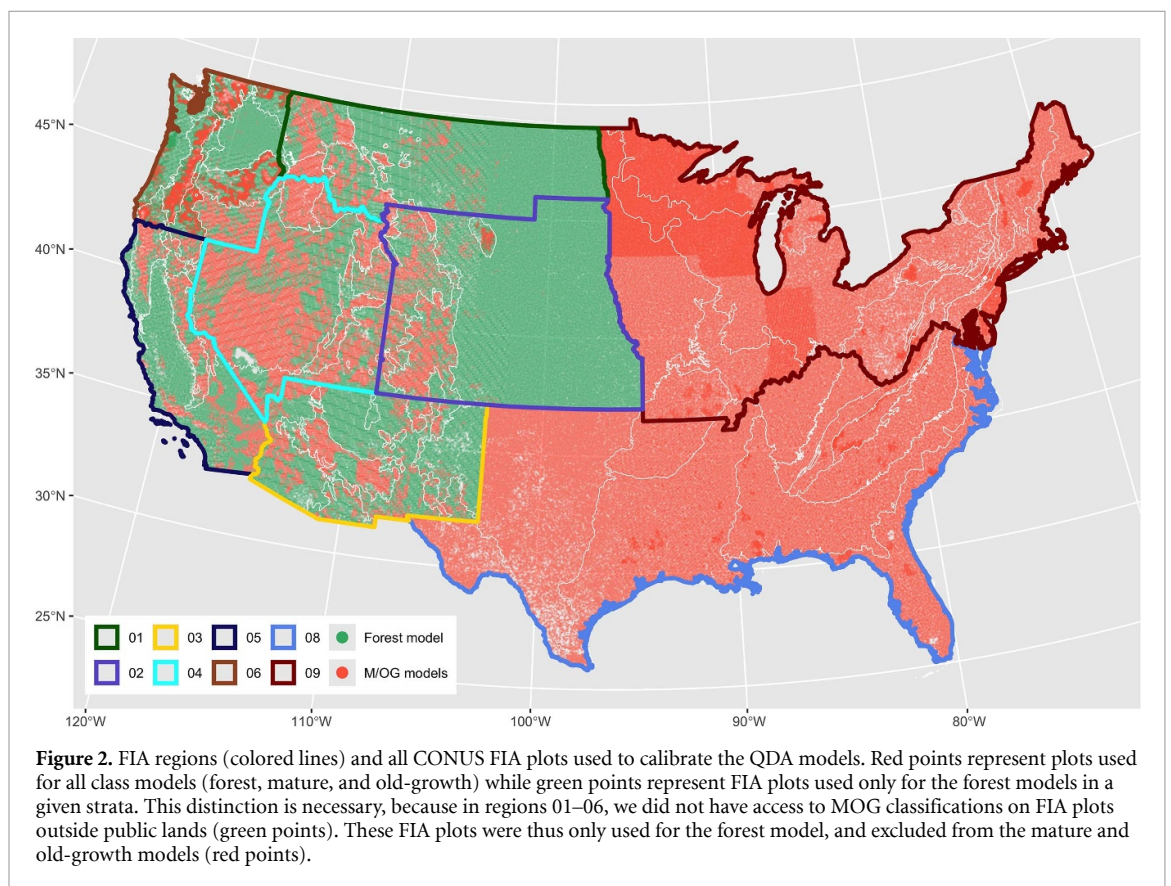 45°N
40°N
35°N
30°N
25°N
01 03 05 08 Forest model
02 04 06 09 M/OG models
120°W 110°W 100°W 90°W 80°W
Figure 2. FIA regions (colored lines) and all CONUS FIA plots used to calibrate the QDA models. Red points represent plots used
for all class models (forest, mature, and old-growth) while green points represent FIA plots used only for the forest models in a
given strata. This distinction is necessary, because in regions 01–06, we did not have access to MOG classifications on FIA plots
outside public lands (green points). These FIA plots were thus only used for the forest model, and excluded from the mature and
old-growth models (red points).